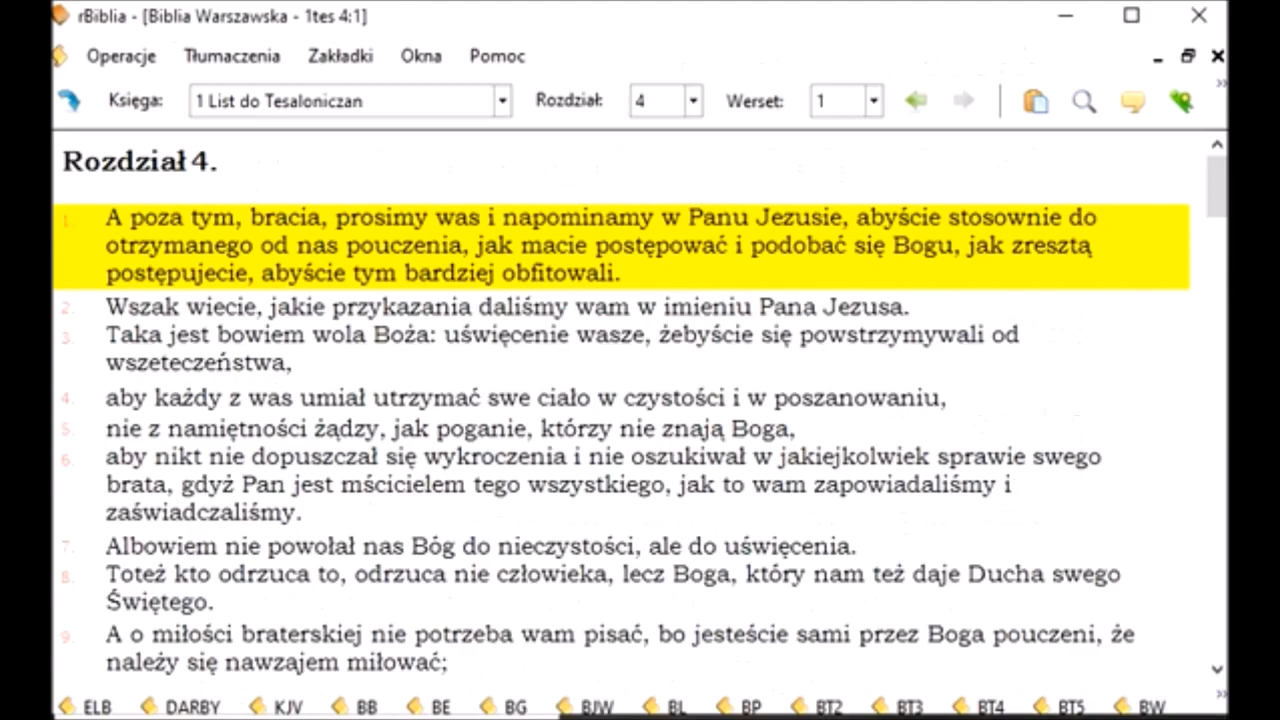 rBiblia - [Biblia Warszawska - 1tes 4:1]
Operacje Tłumaczenia Zakładki Okna Pomoc
Księga: 1 List do Tesaloniczan Rozdział: 4 Werset: 1
Rozdział 4.
1. A poza tym, bracia, prosimy was i napominamy w Panu Jezusie, abyście stosownie do
otrzymanego od nas pouczenia, jak macie postępować i podobać się Bogu, jak zresztą
postępujecie, abyście tym bardziej obfitowali.
2. Wszak wiecie, jakie przykazania daliśmy wam w imieniu Pana Jezusa.
3. Taka jest bowiem wola Boża: uświęcenie wasze, żebyście się powstrzymywali od
wszeteczeństwa,
4. aby każdy z was umiał utrzymać swe ciało w czystości i w poszanowaniu,
5. nie z namiętności żądzy, jak poganie, którzy nie znają Boga,
6. aby nikt nie dopuszczał się wykroczenia i nie oszukiwał w jakiejkolwiek sprawie swego
brata, gdyż Pan jest mścicielem tego wszystkiego, jak to wam zapowiadaliśmy i
zaświadczaliśmy.
7. Albowiem nie powołał nas Bóg do nieczystości, ale do uświęcenia.
8. Toteż kto odrzuca to, odrzuca nie człowieka, lecz Boga, który nam też daje Ducha swego
Świętego.
9. A o miłości braterskiej nie potrzeba wam pisać, bo jesteście sami przez Boga pouczeni, że
należy się nawzajem miłować;
ELB DARBY KJV BB BE BG BJW BL BP BT2 BT3 BT4 BT5 BW